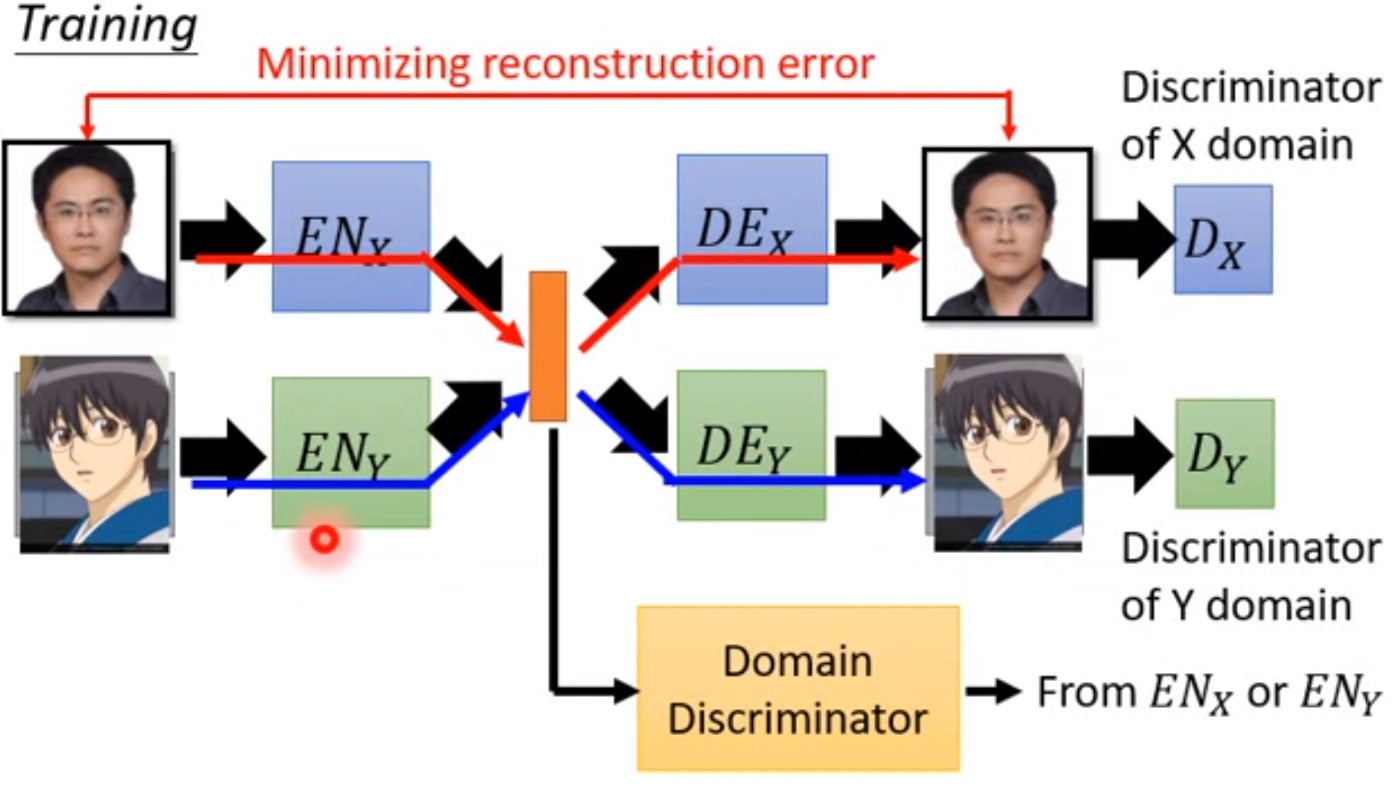 Training
Minimizing reconstruction error
Discriminator
of X domain
EN_X
DE_X
D_X
EN_Y
DE_Y
D_Y
Discriminator
of Y domain
Domain
Discriminator
From EN_X or EN_Y